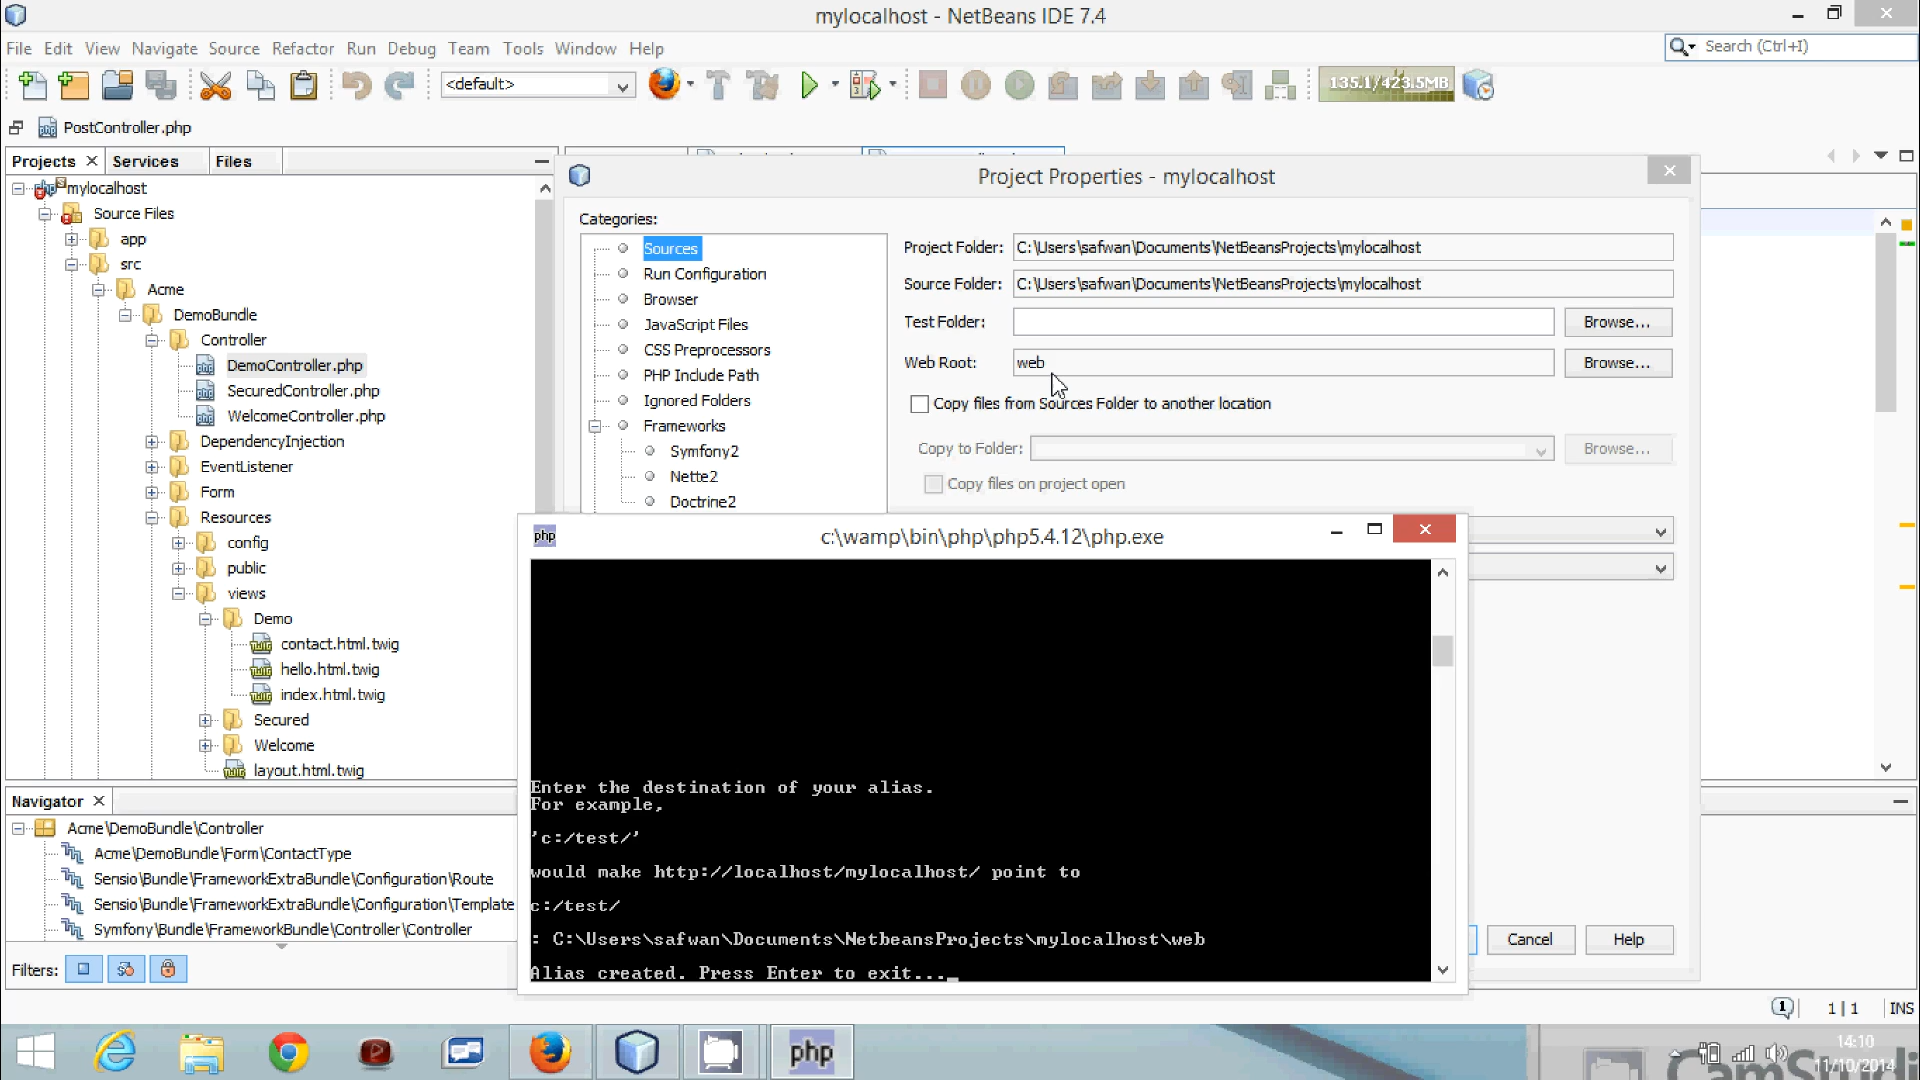 mylocalhost - NetBeans IDE 7.4
File Edit View Navigate Source Refactor Run Debug Team Tools Window Help
Search (Ctrl+I)
<default>
135.1/423.5MB
PostController.php
Projects Services Files
mylocalhost
Source Files
app
src
Acme
DemoBundle
Controller
DemoController.php
SecuredController.php
WelcomeController.php
DependencyInjection
EventListener
Form
Resources
config
public
views
Demo
contact.html.twig
hello.html.twig
index.html.twig
Secured
Welcome
layout.html.twig
Navigator
Acme\DemoBundle\Controller
Acme\DemoBundle\Form\ContactType
Sensio\Bundle\FrameworkExtraBundle\Configuration\Route
Sensio\Bundle\FrameworkExtraBundle\Configuration\Template
Symfony\Bundle\FrameworkBundle\Controller\Controller
Filters:
Project Properties - mylocalhost
Categories:
Sources
Run Configuration
Browser
JavaScript Files
CSS Preprocessors
PHP Include Path
Ignored Folders
Frameworks
Symfony2
Nette2
Doctrine2
Project Folder: C:\Users\safwan\Documents\NetBeansProjects\mylocalhost
Source Folder: C:\Users\safwan\Documents\NetBeansProjects\mylocalhost
Test Folder: Browse...
Web Root: web Browse...
Copy files from Sources Folder to another location
Copy to Folder: Browse...
Copy files on project open
Cancel Help
php c:\wamp\bin\php\php5.4.12\php.exe
Enter the destination of your alias.
For example,
'c:/test/'
would make http://localhost/mylocalhost/ point to
c:/test/
: C:\Users\safwan\Documents\NetbeansProjects\mylocalhost\web
Alias created. Press Enter to exit..._
1 1|1 INS
php
14:10
11/10/2014
CamStudi